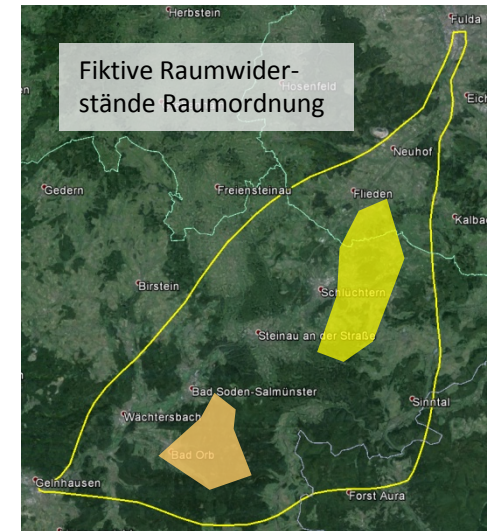 Herbstein
Fulda
Fiktive Raumwider-
stände Raumordnung
Hosenfeld
Eich
Neuhof
Gedern
Freiensteinau
Flieden
Kalba
Birstein
Schlüchtern
Steinau an der Straße
Bad Soden-Salmünster
Sinntal
Wächtersbach
Bad Orb
Gelnhausen
Forst Aura